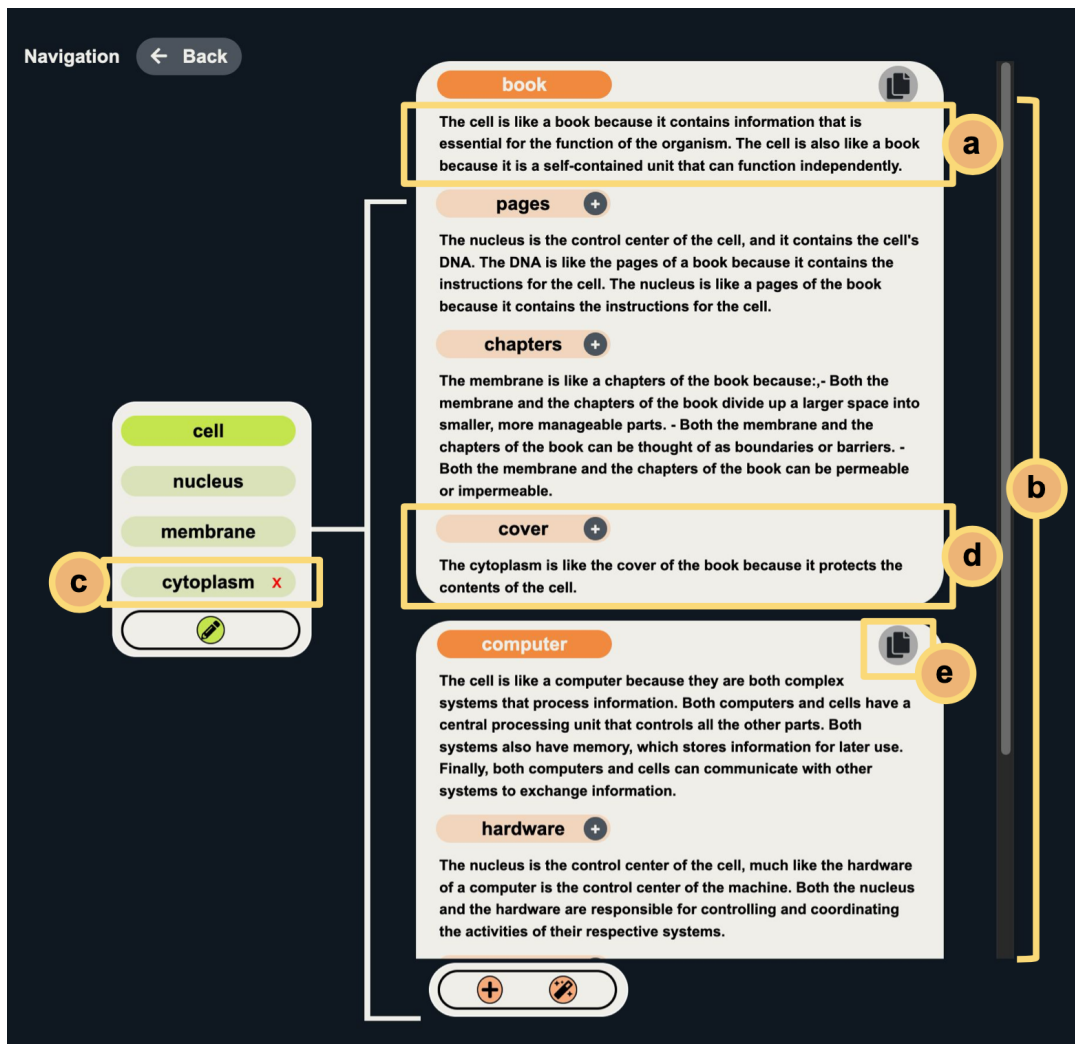 Navigation
← Back
book
The cell is like a book because it contains information that is
essential for the function of the organism. The cell is also like a book
because it is a self-contained unit that can function independently.
a
pages +
The nucleus is the control center of the cell, and it contains the cell's
DNA. The DNA is like the pages of a book because it contains the
instructions for the cell. The nucleus is like a pages of the book
because it contains the instructions for the cell.
chapters +
The membrane is like a chapters of the book because:,- Both the
membrane and the chapters of the book divide up a larger space into
smaller, more manageable parts. - Both the membrane and the
chapters of the book can be thought of as boundaries or barriers. -
Both the membrane and the chapters of the book can be permeable
or impermeable.
b
cell
nucleus
membrane
c
cytoplasm x
cover +
The cytoplasm is like the cover of the book because it protects the
contents of the cell.
d
computer
The cell is like a computer because they are both complex
systems that process information. Both computers and cells have a
central processing unit that controls all the other parts. Both
systems also have memory, which stores information for later use.
Finally, both computers and cells can communicate with other
systems to exchange information.
e
hardware +
The nucleus is the control center of the cell, much like the hardware
of a computer is the control center of the machine. Both the nucleus
and the hardware are responsible for controlling and coordinating
the activities of their respective systems.
+